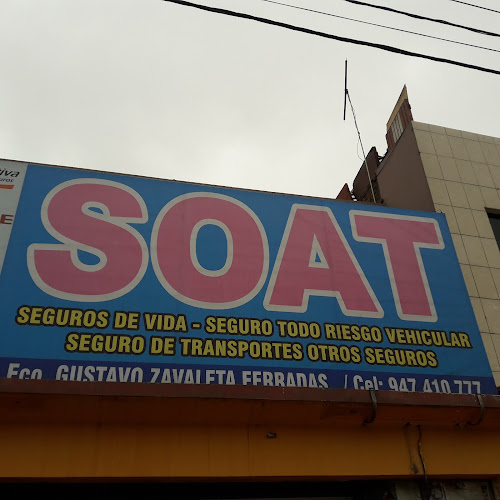 SOAT
SEGUROS DE VIDA - SEGURO TODO RIESGO VEHICULAR
SEGURO DE TRANSPORTES OTROS SEGUROS
Eco. GUSTAVO ZAVALETA FERRADAS / Cel: 947 410 777